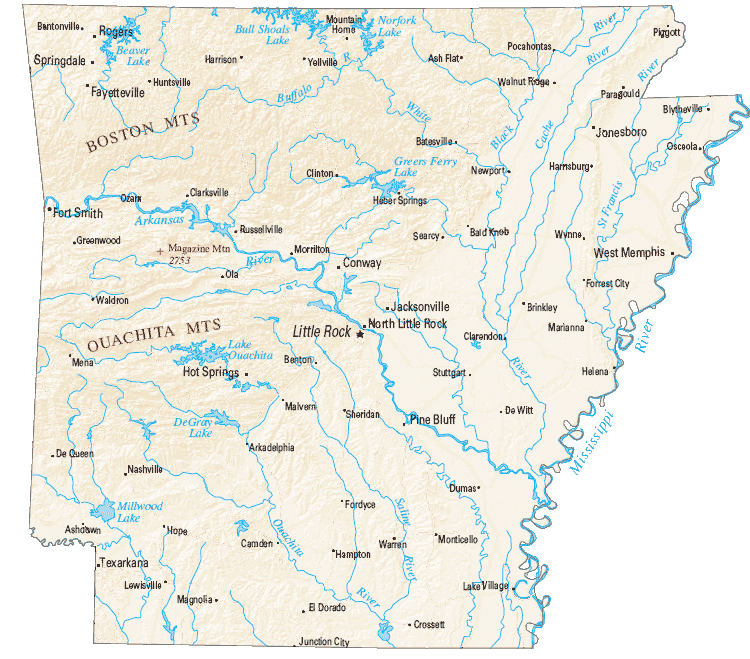 Bentonville
Rogers
Beaver
Lake
Springdale
Fayetteville
Huntsville
Harrison
Bull Shoals
Lake
Mountain
Home
Norfork
Lake
Yellville
Buffalo
R
White
Ash Flat
Pocahontas
Walnut Ridge
River
River
River
Piggott
Paragould
Blytheville
Osceola
Jonesboro
Black
Cache
BOSTON MTS
Batesville
Newport
Harrisburg
Clinton
Greers Ferry
Lake
Heber Springs
St Francis
Ozark
Clarksville
Fort Smith
Arkansas
Greenwood
Russellville
Magazine Mtn
2753
River
Morrilton
Searcy
Bald Knob
Wynne
West Memphis
Ola
Conway
Forrest City
Waldron
Jacksonville
North Little Rock
Little Rock
Brinkley
Marianna
OUACHITA MTS
Lake
Ouachita
Clarendon
River
River
Mena
Hot Springs
Benton
Stuttgart
Helena
Malvern
Sheridan
De Witt
Pine Bluff
Mississippi
DeGray
Lake
Arkadelphia
De Queen
Nashville
Dumas
Millwood
Lake
Fordyce
Saline
River
Ashdown
Hope
Camden
Ouachita
River
Hampton
Warren
Monticello
Texarkana
Lewisville
Magnolia
El Dorado
Lake Village
Crossett
Junction City